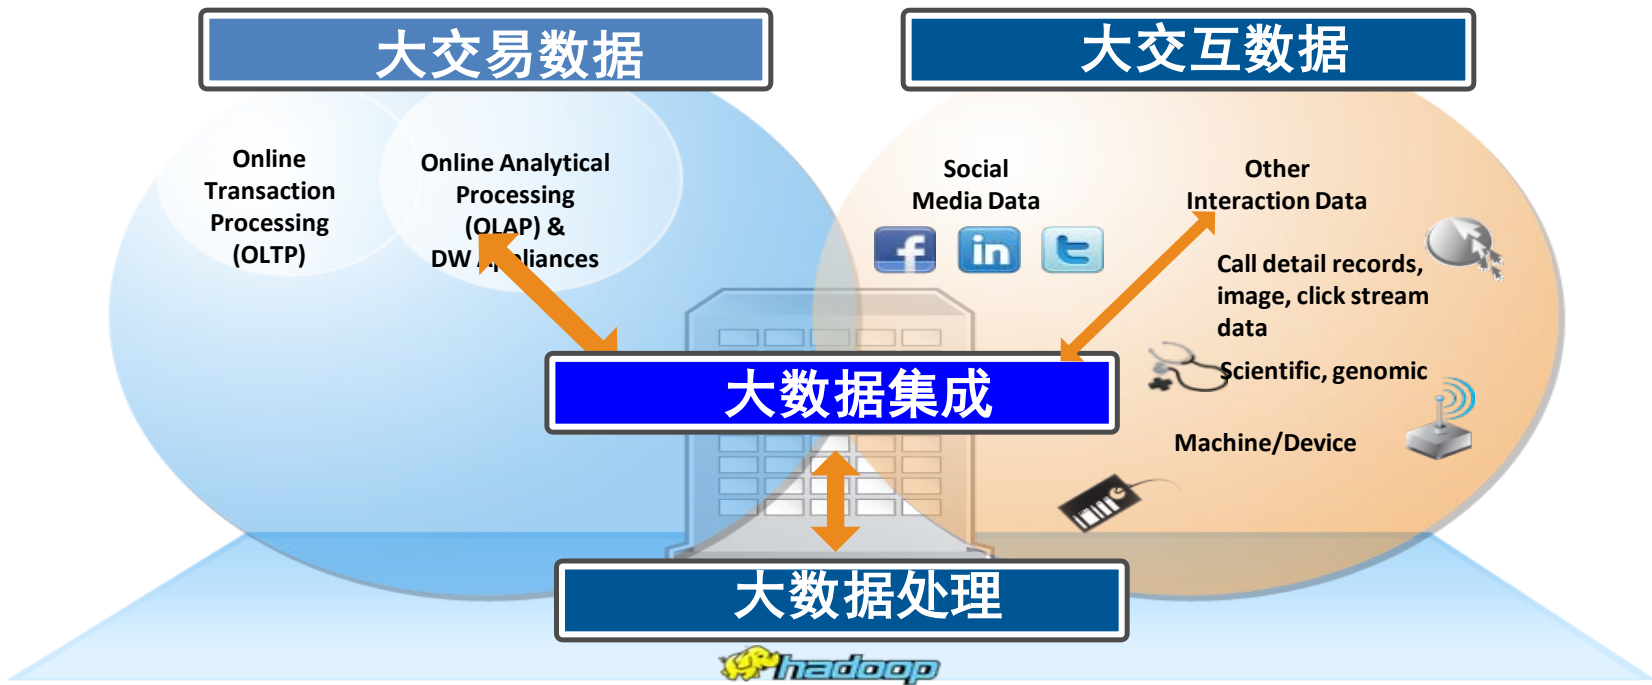 大交易数据
大交互数据
Online
Transaction
Processing
(OLTP)
Online Analytical
Processing
(OLAP) &
DW Appliances
Social
Media Data
f
in
t
Other
Interaction Data
Call detail records,
image, click stream
data
Scientific, genomic
Machine/Device
大数据集成
大数据处理
hadoop